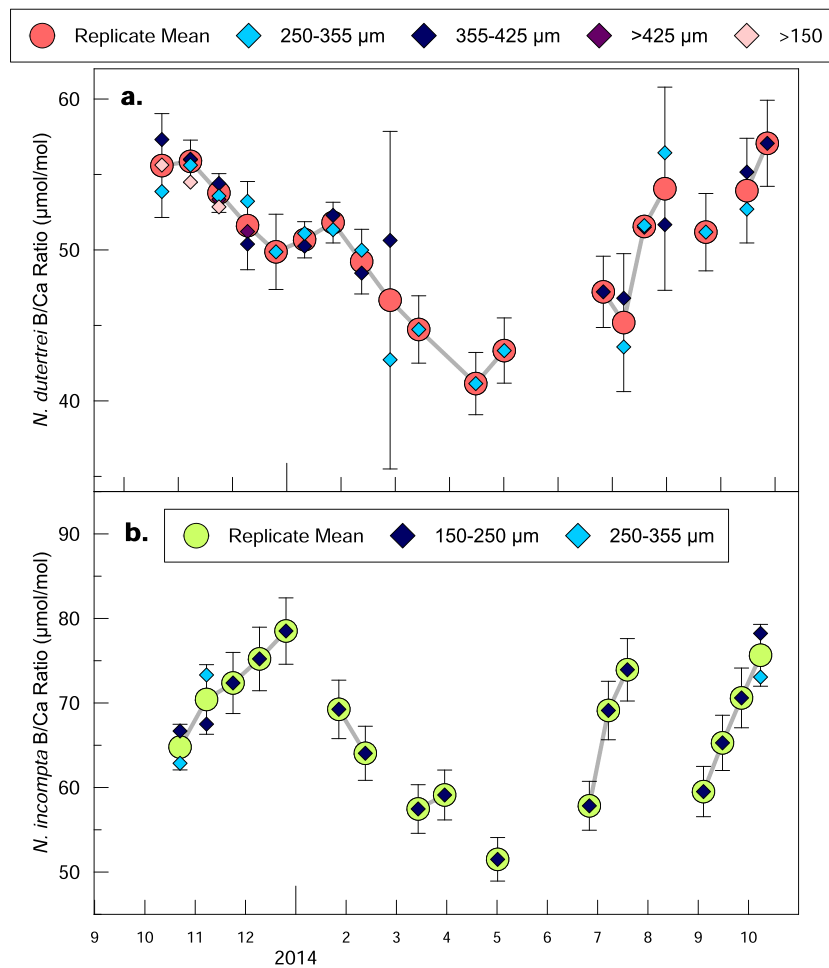 Replicate Mean 250-355 µm 355-425 µm >425 µm >150
a.
60
50
40
N. dutertrei B/Ca Ratio (µmol/mol)
b.
Replicate Mean 150-250 µm 250-355 µm
90
80
70
60
50
N. incompta B/Ca Ratio (µmol/mol)
9 10 11 12 2 3 4 5 6 7 8 9 10
2014